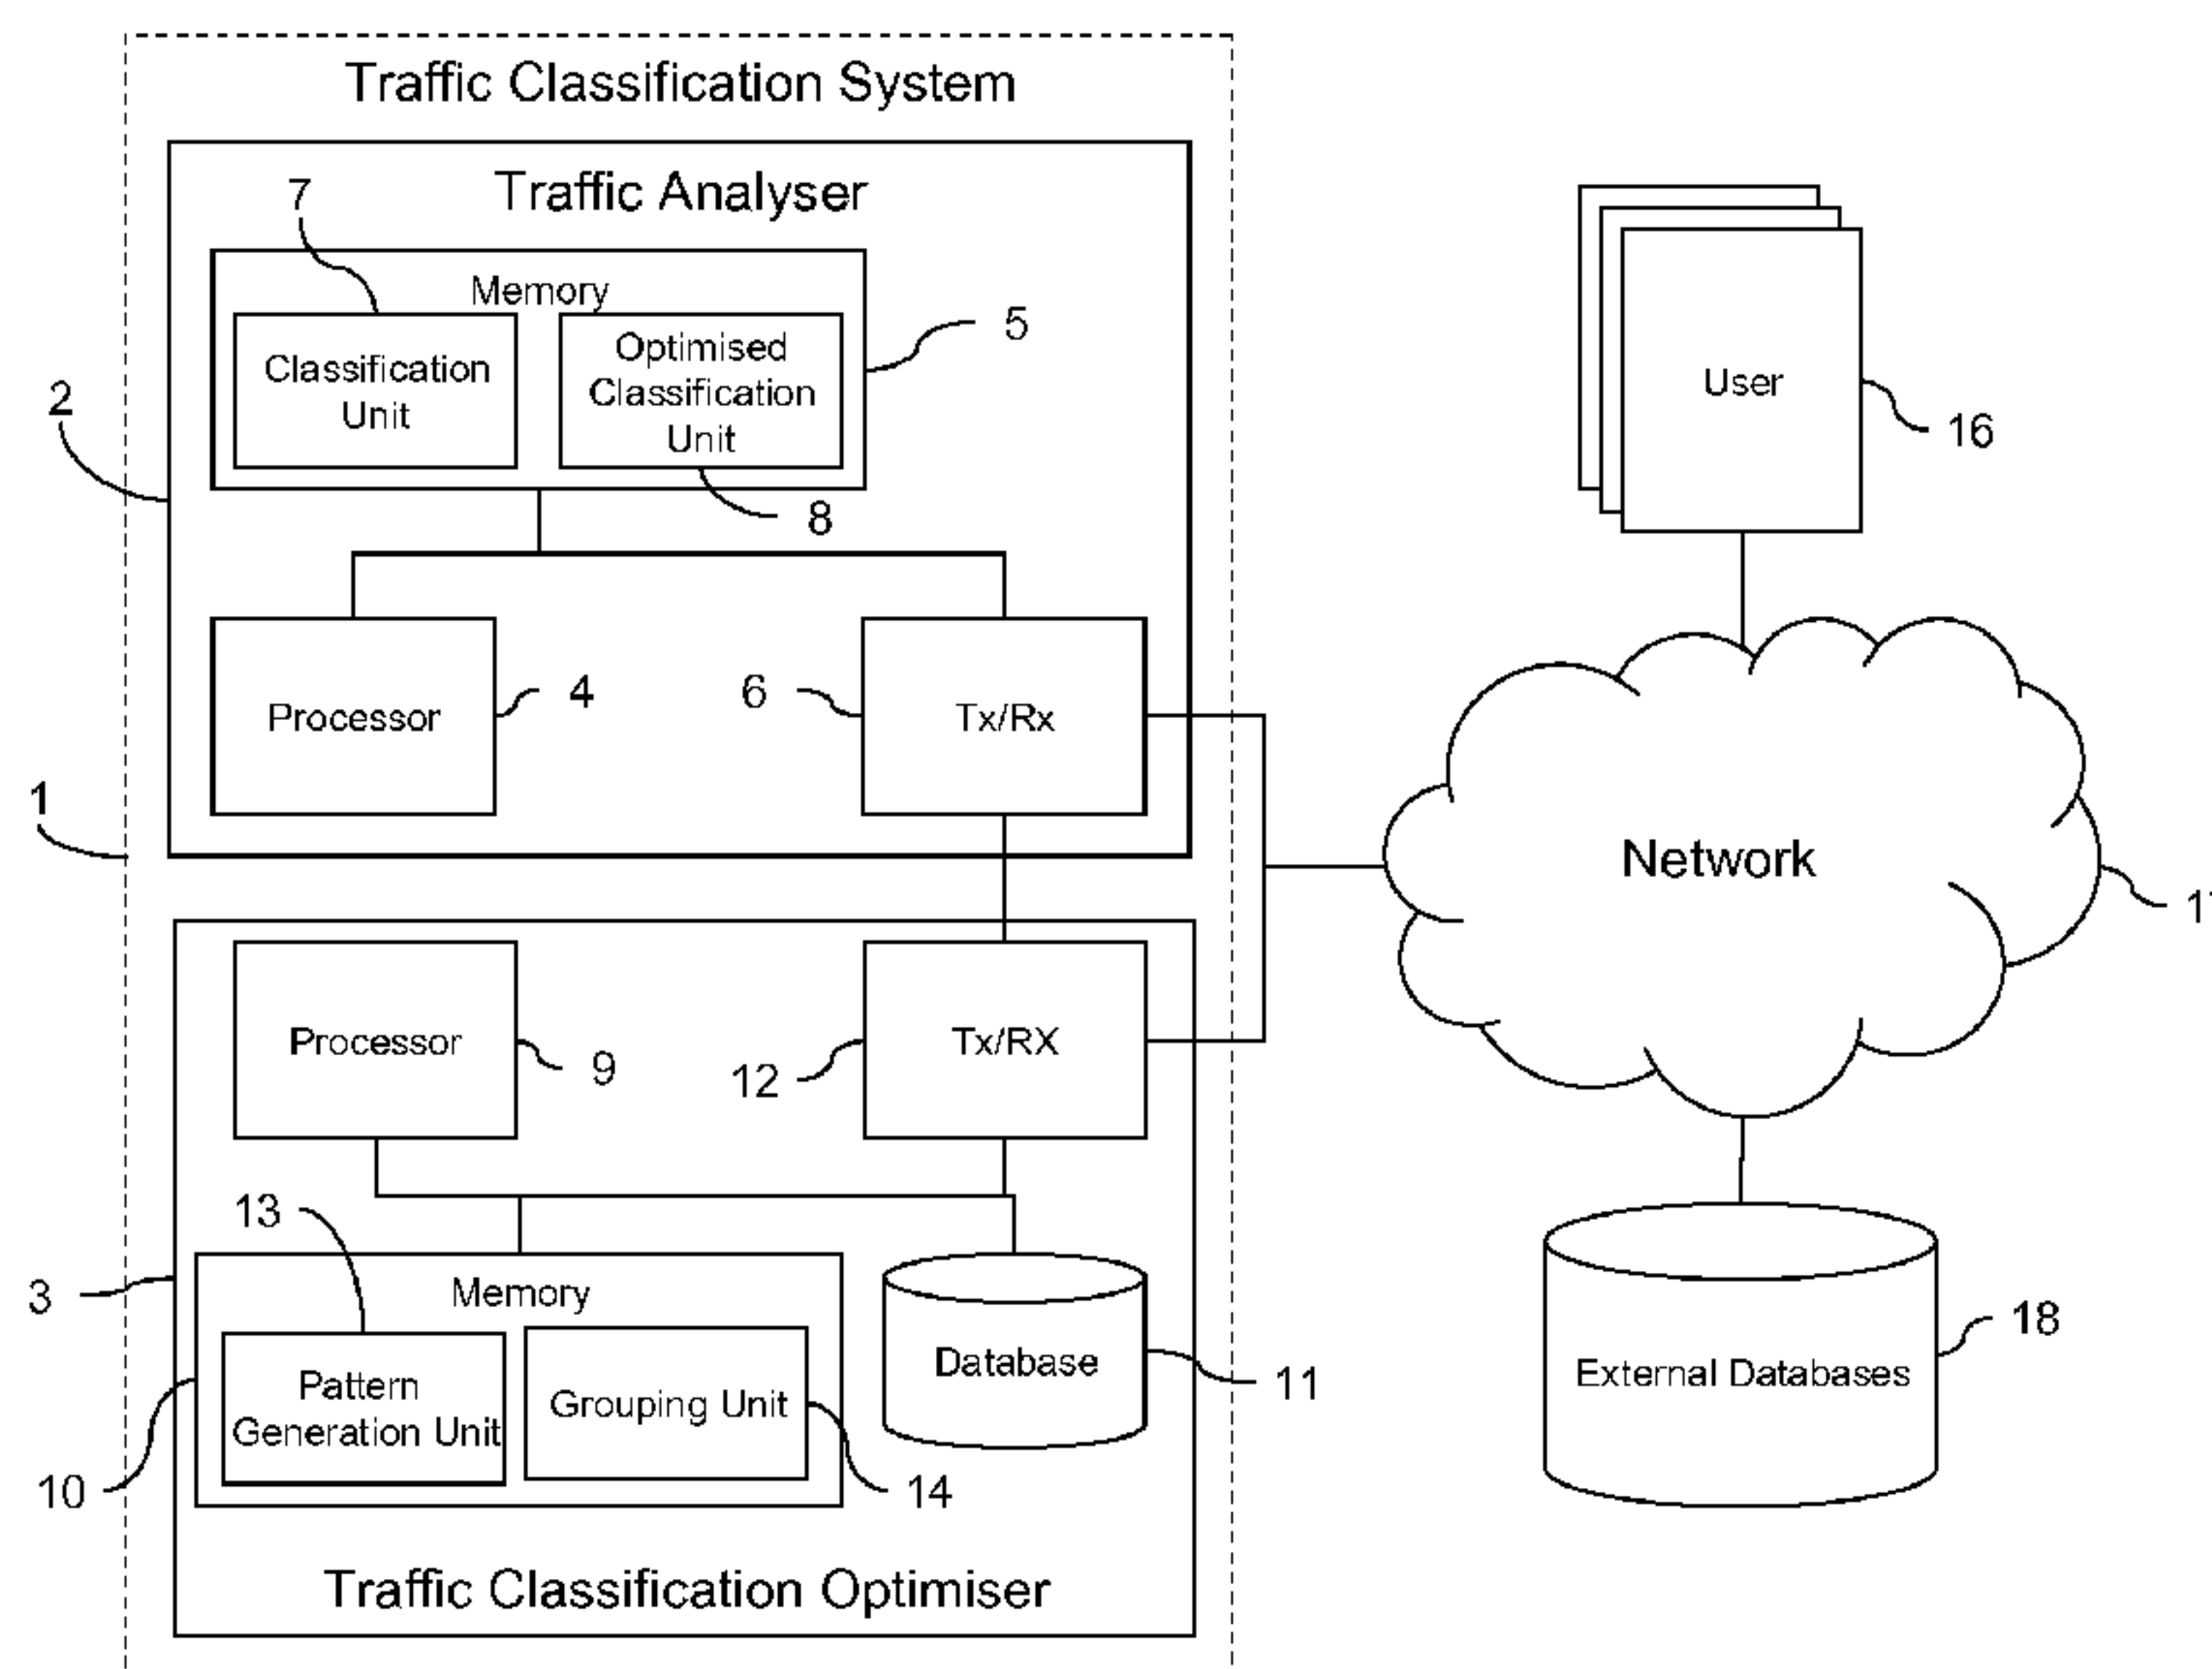 Traffic Classification System
Traffic Analyser
7
Memory
5
Classification
Unit
Optimised
Classification
Unit
8
2
User
16
Processor
4
6
Tx/Rx
1
Network
Processor
9
12
Tx/RX
13
3
Memory
Pattern
Generation Unit
Grouping Unit
Database
11
10
14
External Databases
18
Traffic Classification Optimiser